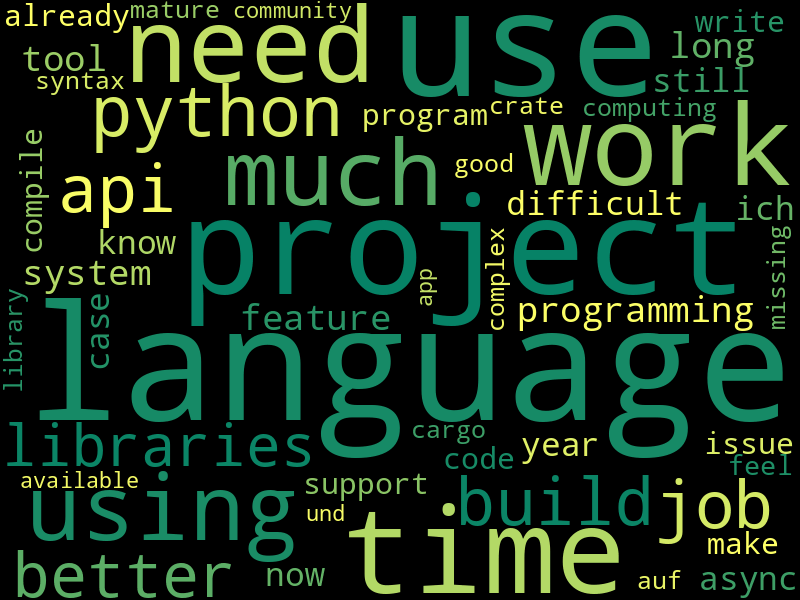 already
mature
community
need
use
write
tool
long
syntax
still
python
program
crate
computing
work
much
good
compile
api
difficult
ich
know
project
system
missing
complex
app
library
case
feature
programming
language
libraries
cargo
year
issue
code
feel
available
using
support
build
job
und
time
make
better
now
auf
async